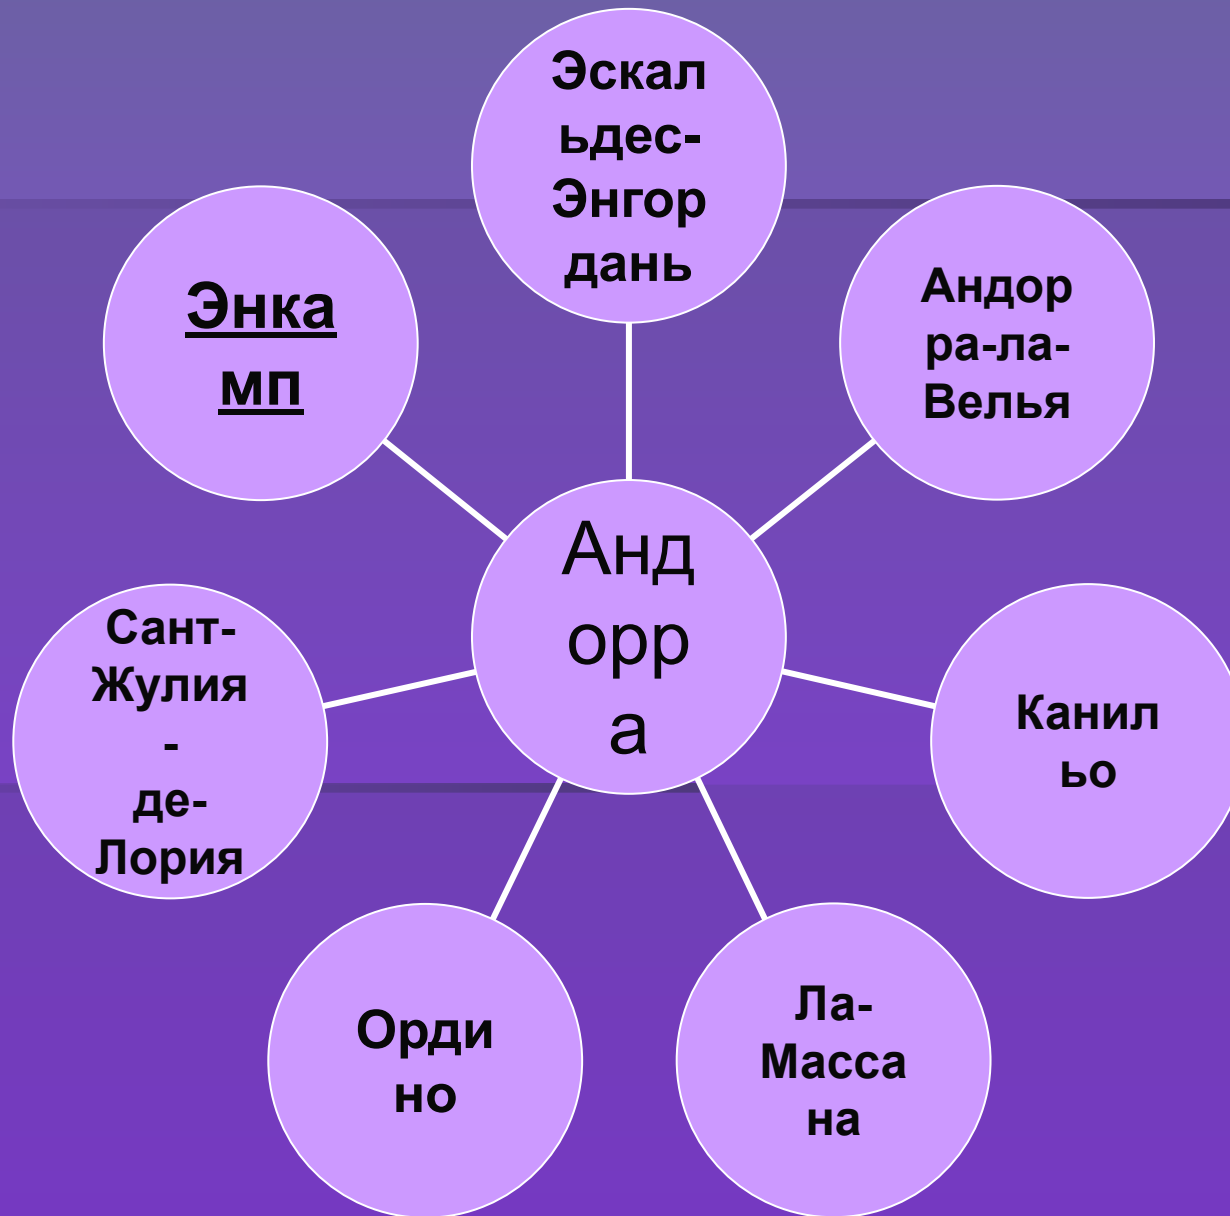 Эскал
ьдес-
Энгор
дань
Андор
ра-ла-
Велья
Канил
ьо
Ла-
Масса
на
Орди
но
Сант-
Жулия
-
де-
Лория
Энка
мп
Анд
орр
а